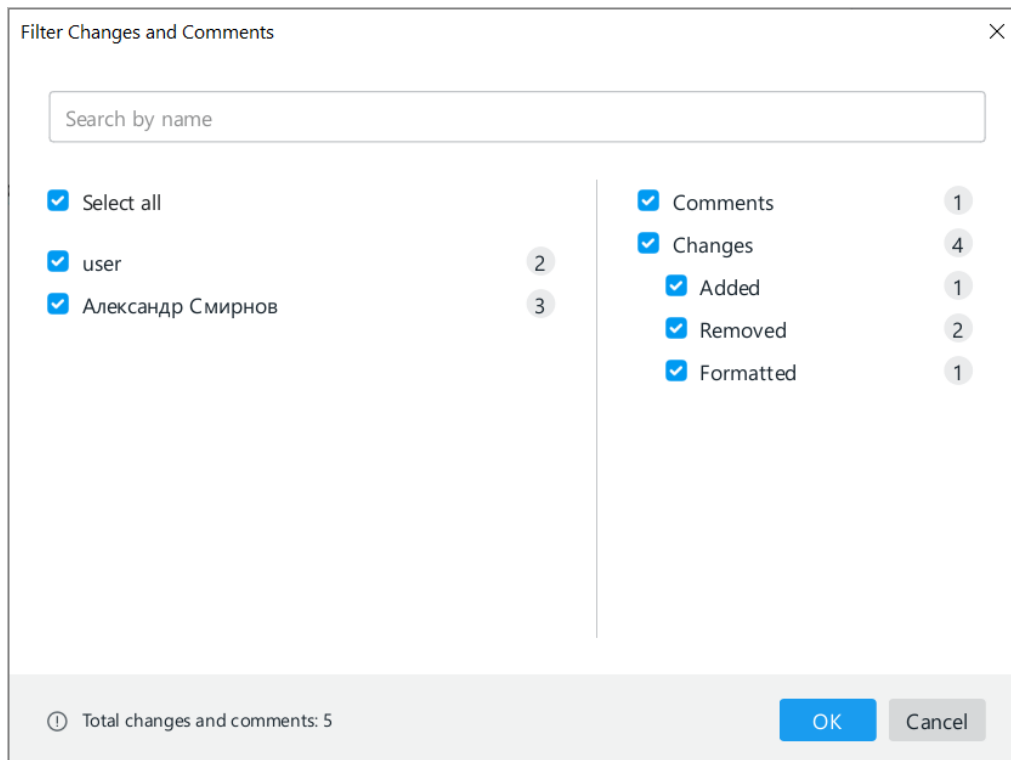 Filter Changes and Comments
Search by name
Select all
user 2
Александр Смирнов 3
Comments 1
Changes 4
Added 1
Removed 2
Formatted 1
Total changes and comments: 5
OK
Cancel